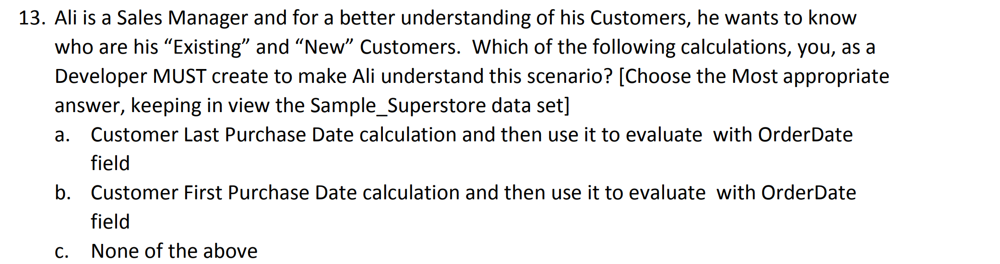 13. Ali is a Sales Manager and for a better understanding of his Customers, he wants to know
who are his “Existing” and “New” Customers.  Which of the following calculations, you, as a
Developer MUST create to make Ali understand this scenario? [Choose the Most appropriate
answer, keeping in view the Sample_Superstore data set]
a. Customer Last Purchase Date calculation and then use it to evaluate  with OrderDate
field
b. Customer First Purchase Date calculation and then use it to evaluate  with OrderDate
field
c. None of the above